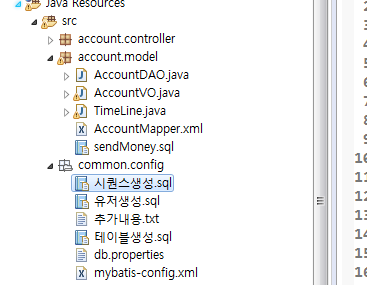 Java Resources
src
account.controller
account.model
AccountDAO.java
AccountVO.java
TimeLine.java
AccountMapper.xml
sendMoney.sql
common.config
시퀀스생성.sql
유저생성.sql
추가내용.txt
테이블생성.sql
db.properties
mybatis-config.xml
3
4
5
6
7
8
9
10
11
12
13
14
15
16